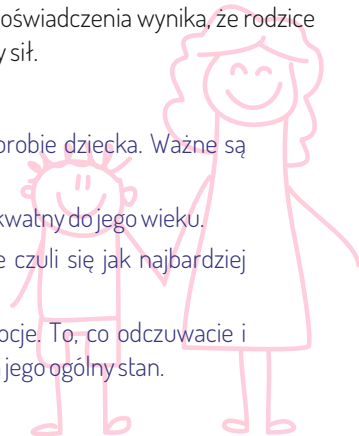 oświadczenia wynika, że rodzice
y sił.
orobie dziecka. Ważne są
kwatny do jego wieku.
e czuli się jak najbardziej
ocje. To, co odczuwacie i
jego ogólny stan.